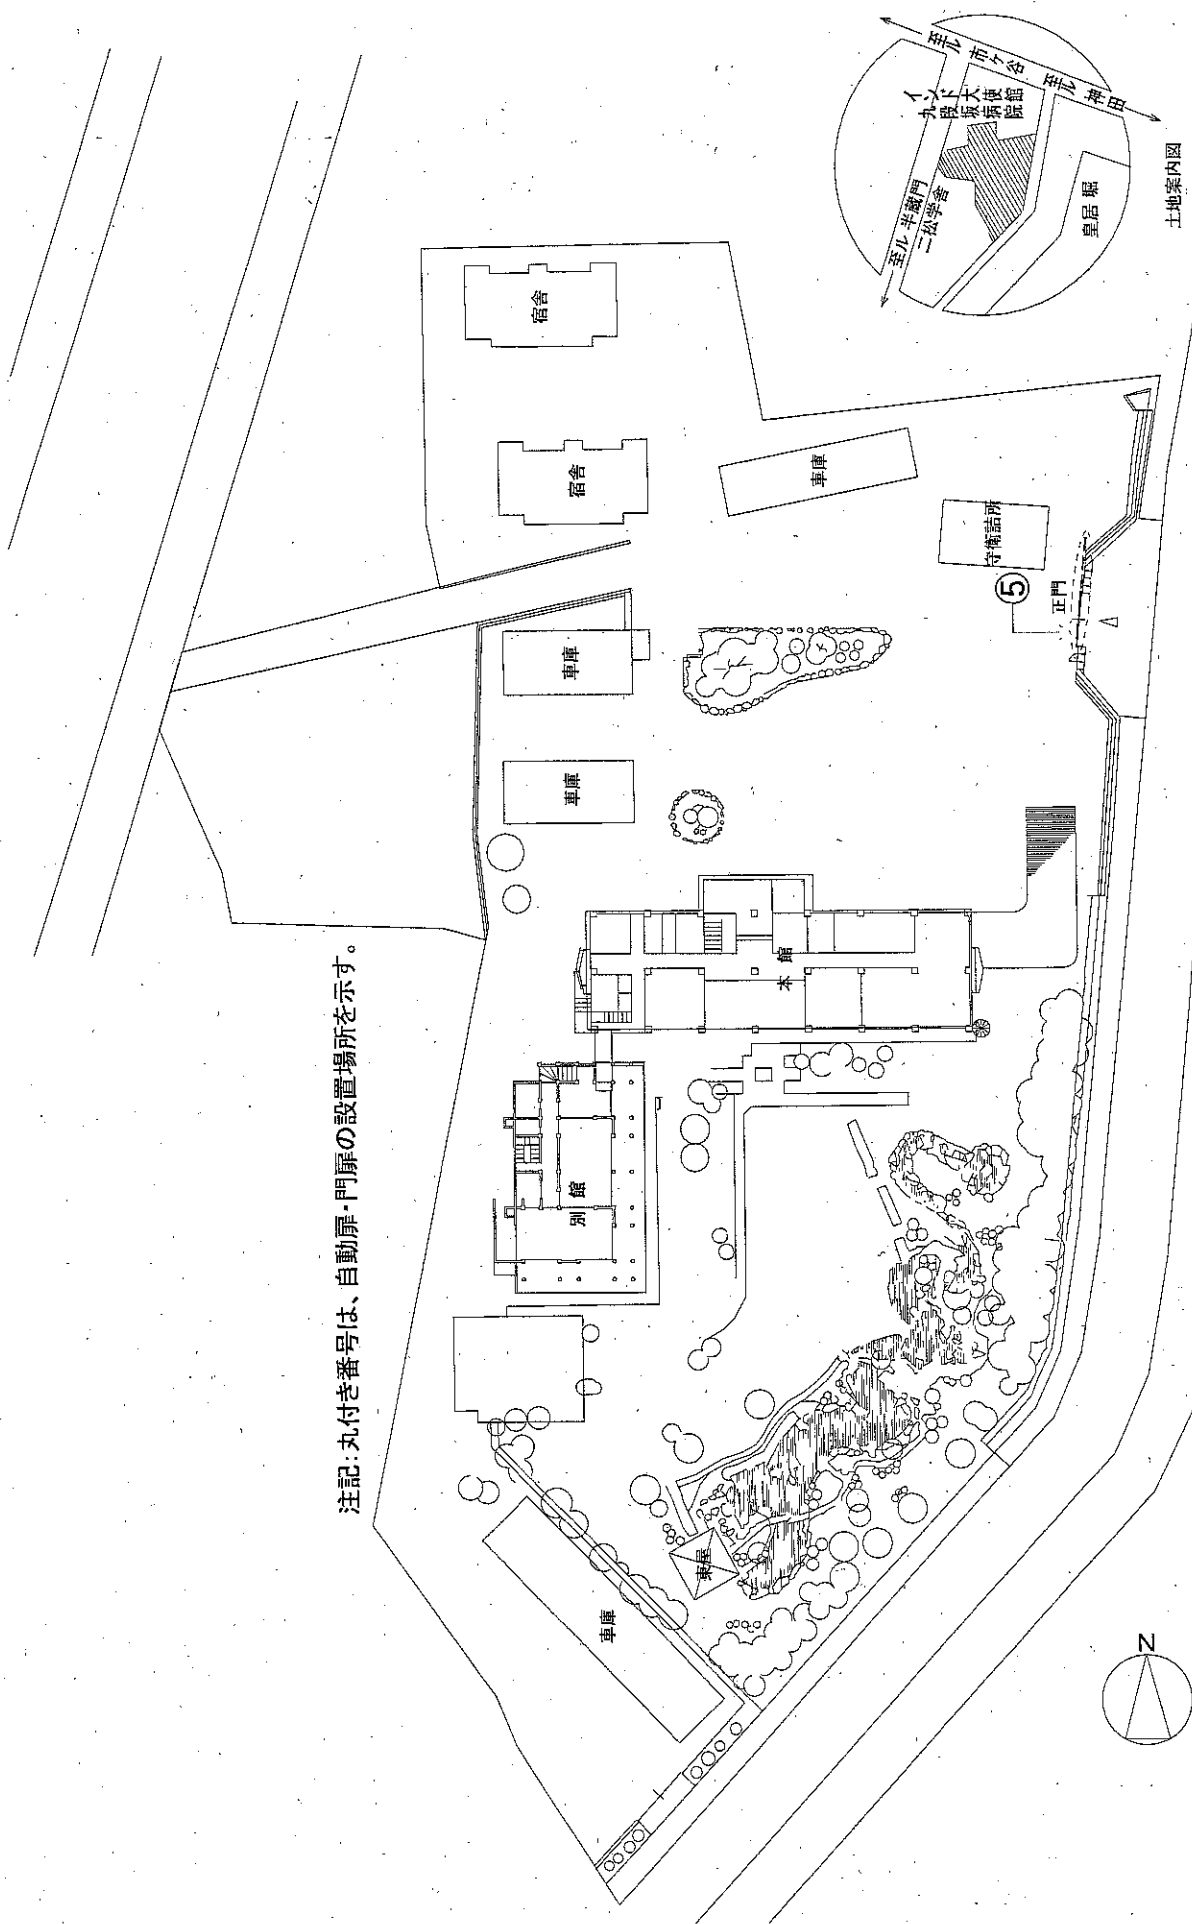 注記:丸付き番号は、自動扉・門扉の設置場所を示す。
車庫
東屋
別館
本館
車庫
車庫
宿舎
宿舎
車庫
守衛詰所
⑤
正門
N
至ル 市ケ谷
至ル 神田
インド大使館
九段坂病院
至ル 半蔵門
二松学舎
皇居堀
土地案内図